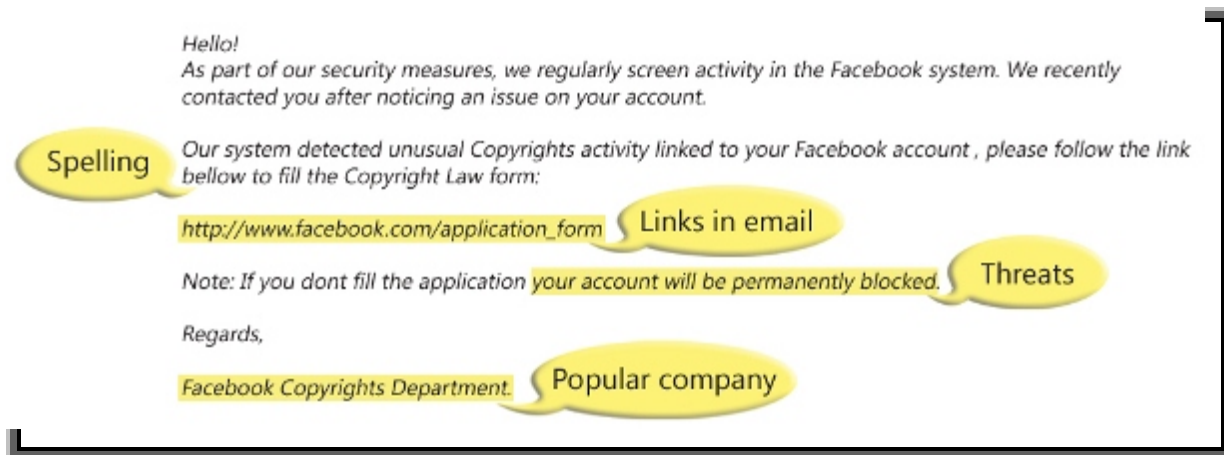 Hello!
As part of our security measures, we regularly screen activity in the Facebook system. We recently
contacted you after noticing an issue on your account.
Spelling
Our system detected unusual Copyrights activity linked to your Facebook account , please follow the link
bellow to fill the Copyright Law form:
http://www.facebook.com/application_form
Links in email
Note: If you dont fill the application your account will be permanently blocked.
Threats
Regards,
Facebook Copyrights Department.
Popular company